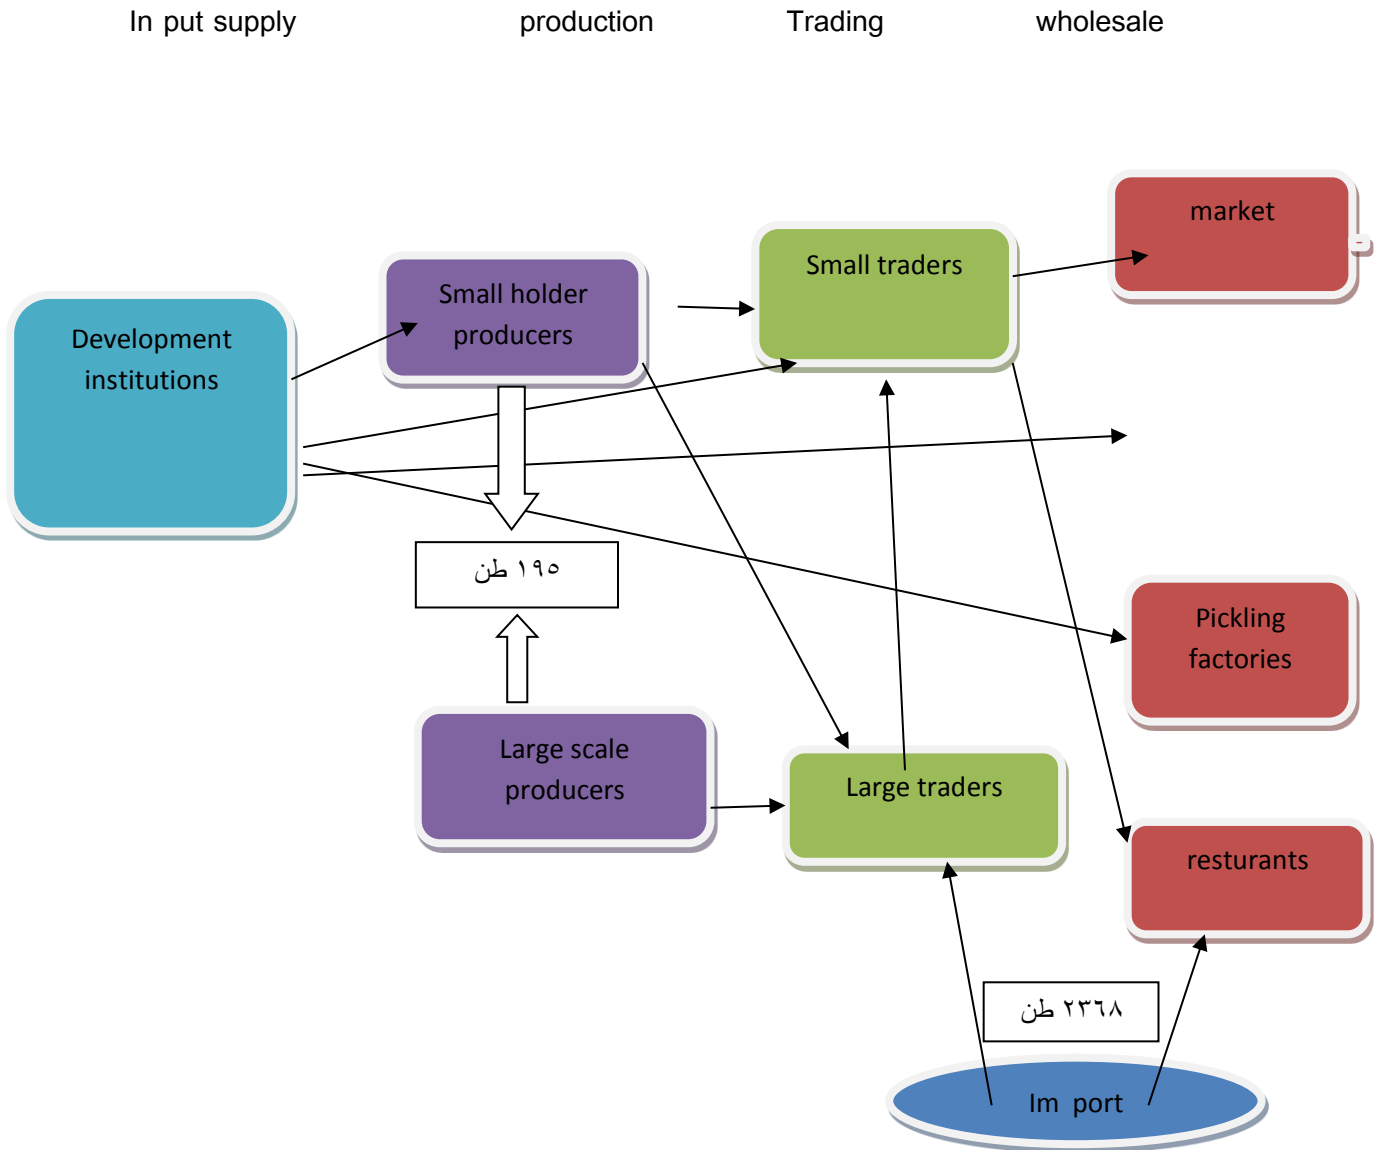 In put supply production Trading wholesale
market
Small traders
Small holder
producers
Development
institutions
١٩٥ طن
Pickling
factories
Large scale
producers
Large traders
resturants
٢٣٦٨ طن
Im port